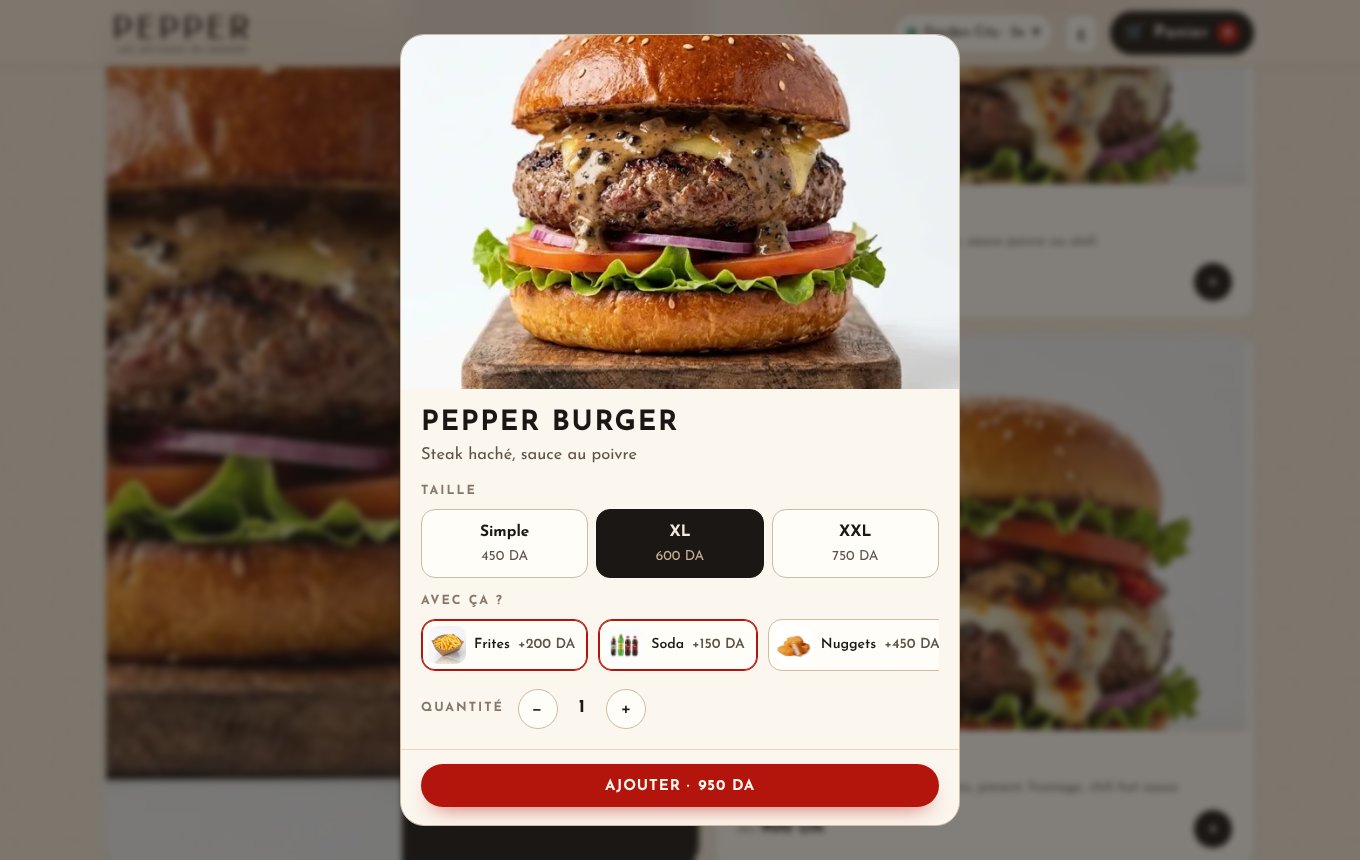 PEPPER
Panier
PEPPER BURGER
Steak haché, sauce au poivre
TAILLE
Simple
450 DA
XL
600 DA
XXL
750 DA
AVEC ÇA ?
Frites +200 DA
Soda +150 DA
Nuggets +450 DA
QUANTITÉ − 1 +
AJOUTER · 950 DA